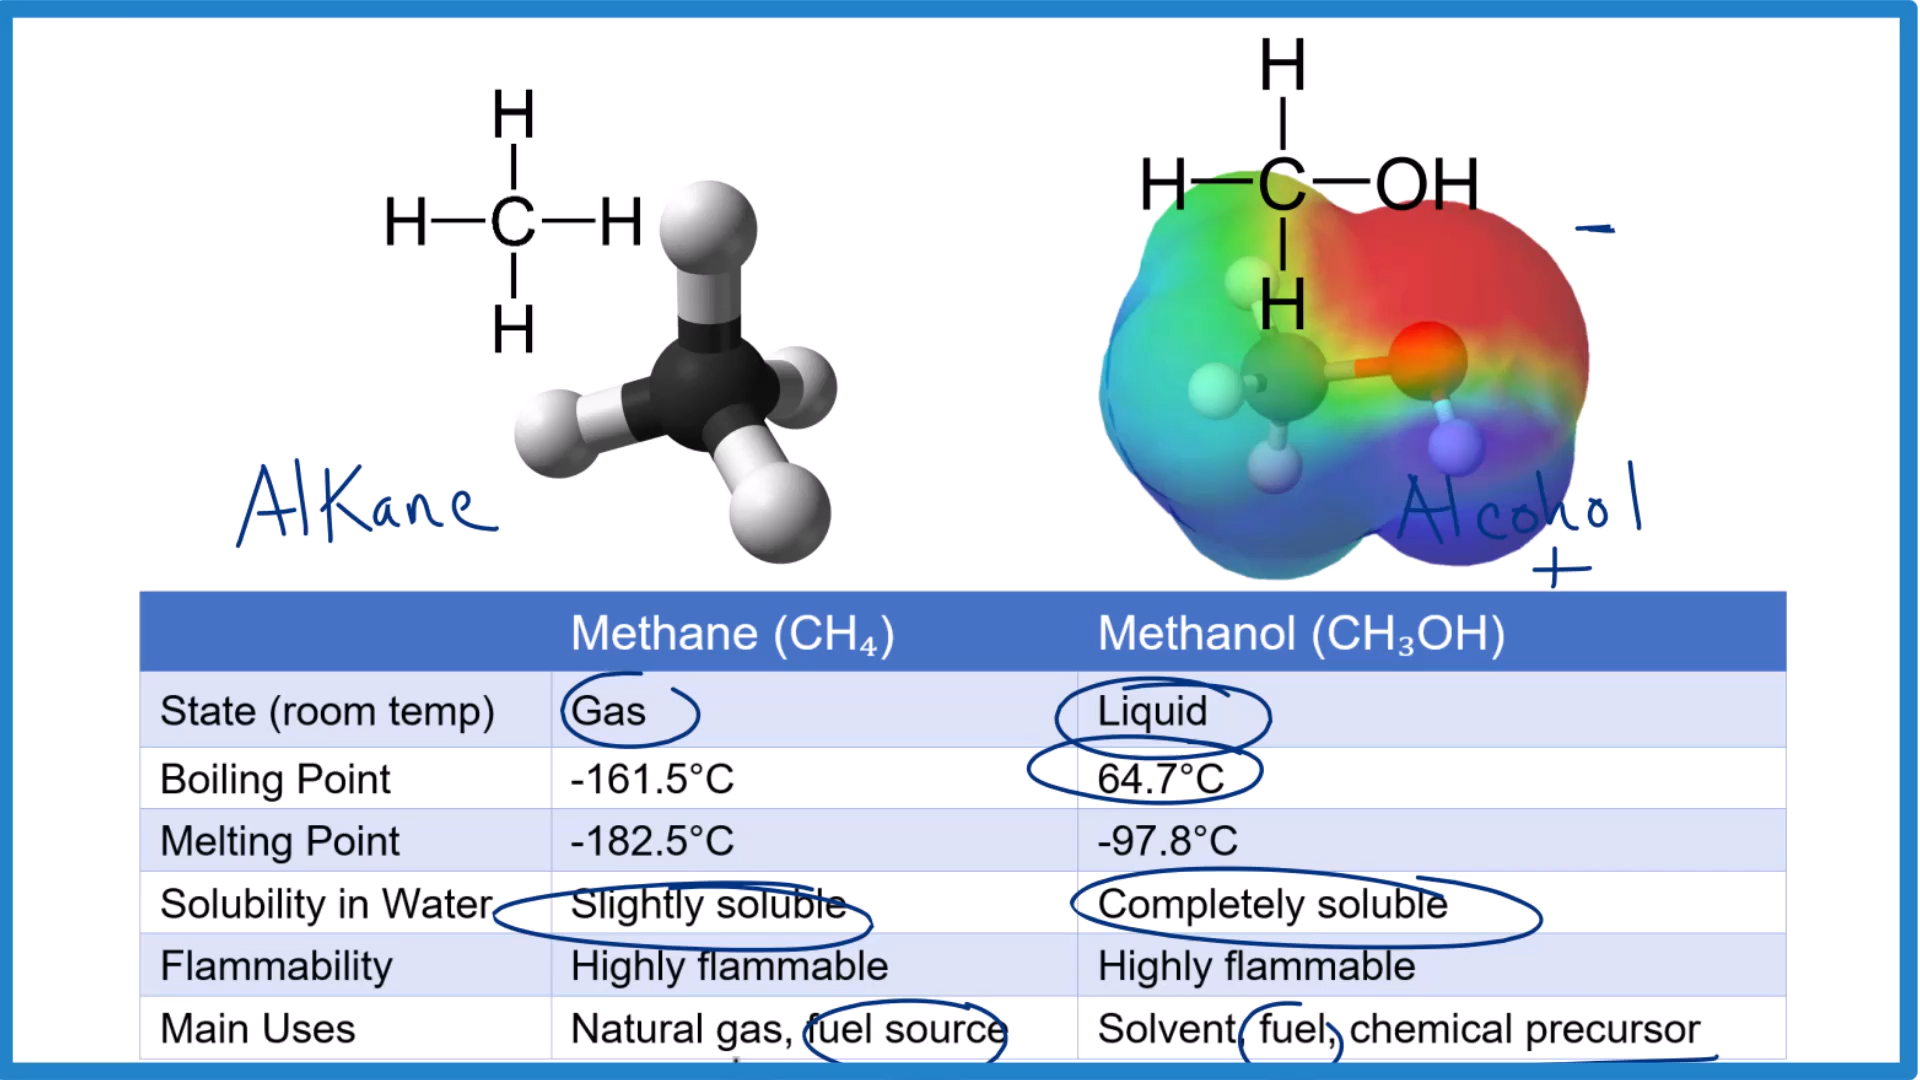 H
H—C—H
H
H
H—C—OH
H
-
AlKane
Alcohol
+
Methane (CH₄) Methanol (CH₃OH)
State (room temp) Gas Liquid
Boiling Point -161.5°C 64.7°C
Melting Point -182.5°C -97.8°C
Solubility in Water Slightly soluble Completely soluble
Flammability Highly flammable Highly flammable
Main Uses Natural gas, fuel source Solvent, fuel, chemical precursor